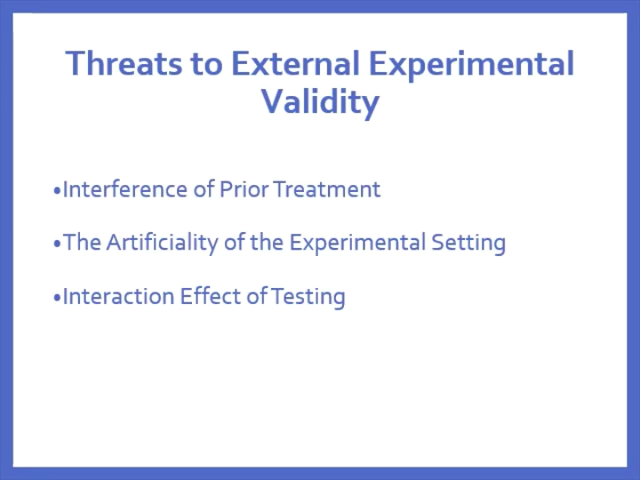 Threats to External Experimental
Validity
•Interference of Prior Treatment
•The Artificiality of the Experimental Setting
•Interaction Effect of Testing